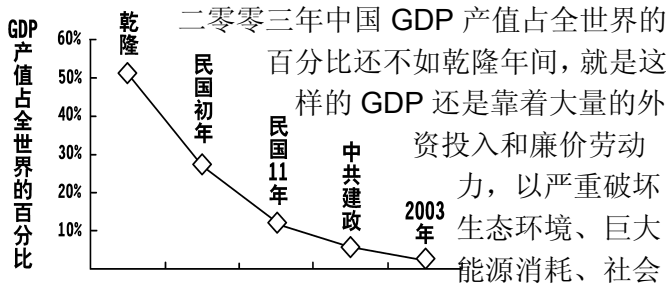 GDP产值占全世界的百分比
60%
50%
40%
30%
20%
10%
乾隆
民国初年
民国11年
中共建政
2003年
二零零三年中国 GDP 产值占全世界的
百分比还不如乾隆年间，就是这
样的 GDP 还是靠着大量的外
资投入和廉价劳动
力，以严重破坏
生态环境、巨大
能源消耗、社会